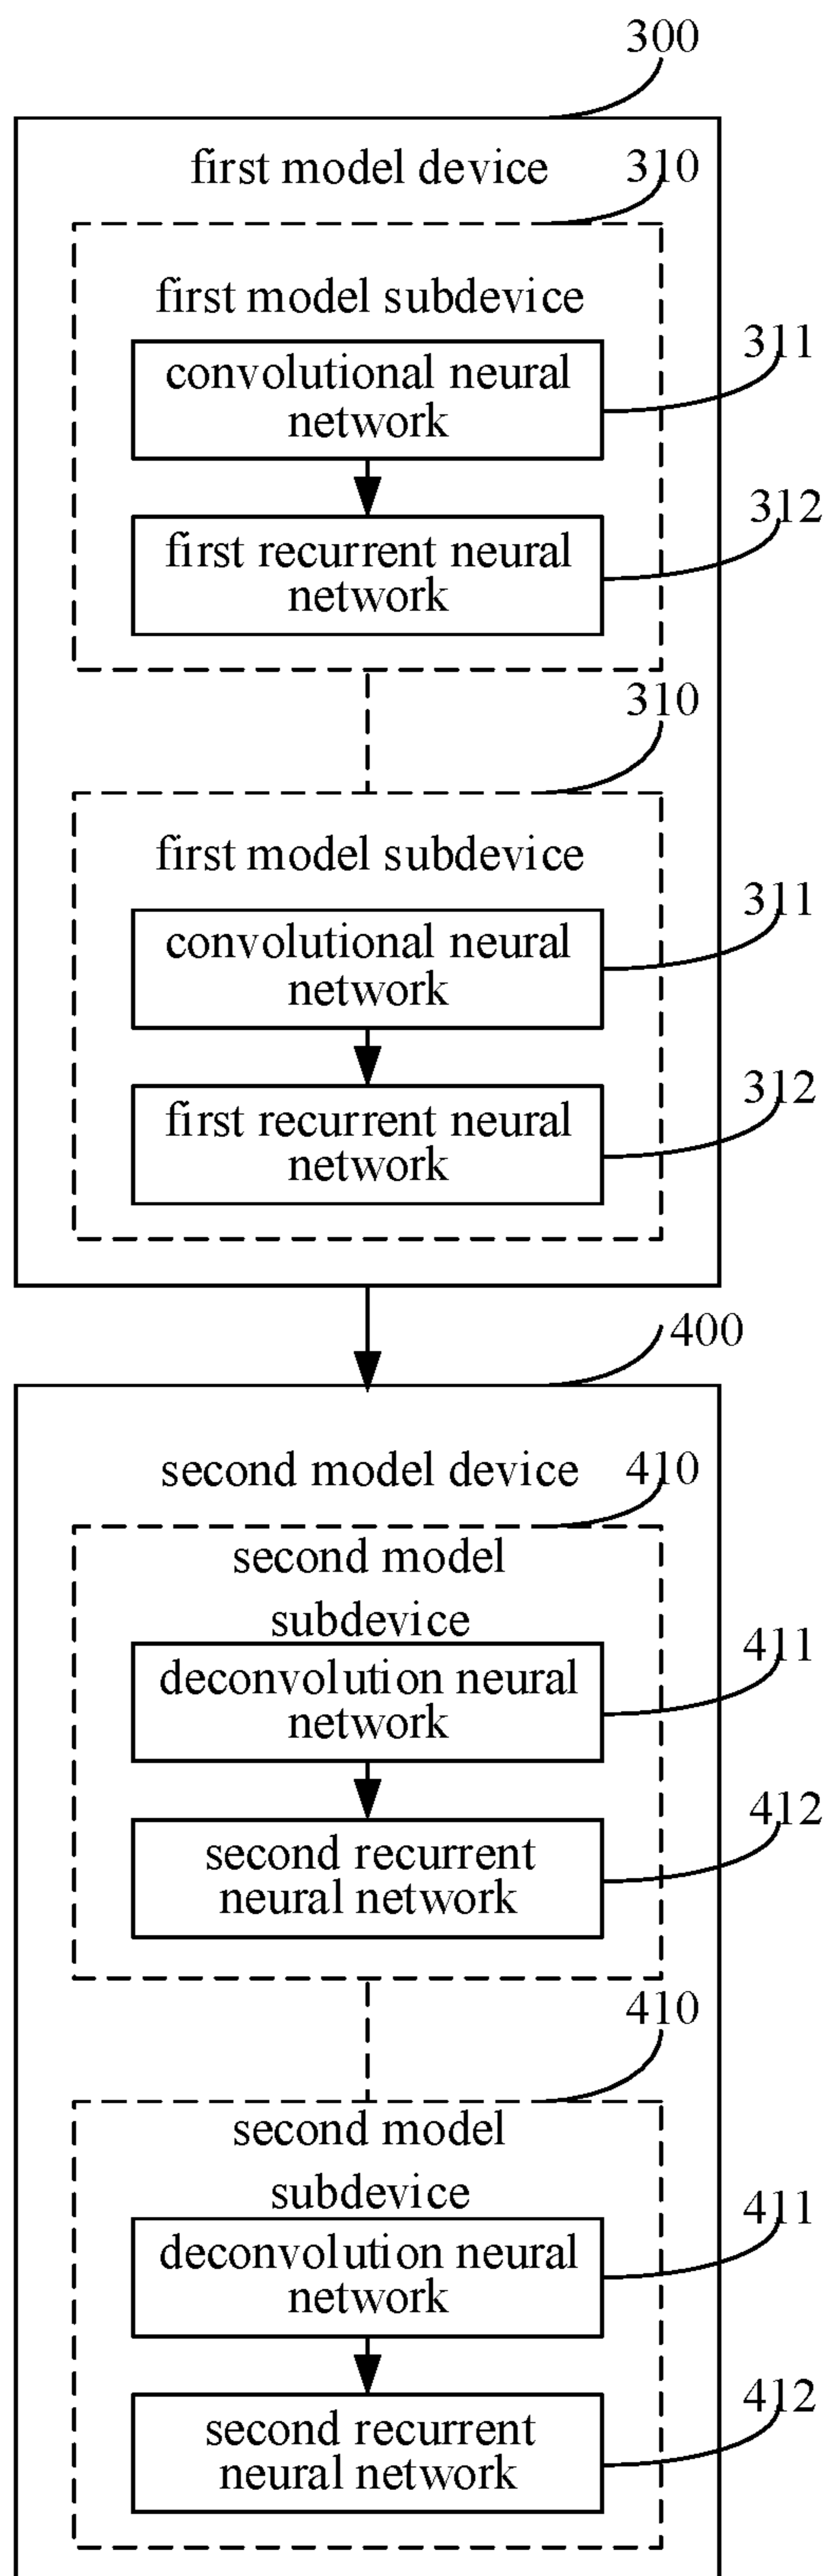 300
first model device
310
first model subdevice
convolutional neural
network
311
first recurrent neural
network
312
310
first model subdevice
convolutional neural
network
311
first recurrent neural
network
312
400
second model device
410
second model
subdevice
deconvolution neural
network
411
second recurrent
neural network
412
410
second model
subdevice
deconvolution neural
network
411
second recurrent
neural network
412